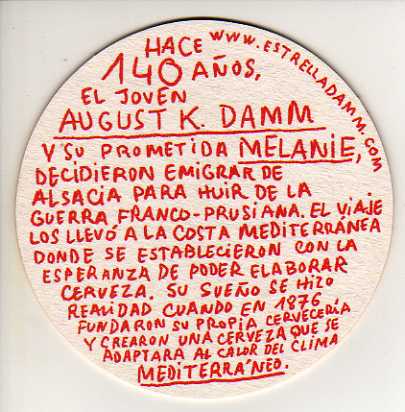 HACE
140 AÑOS,
EL JOVEN
AUGUST K. DAMM
Y SU PROMETIDA MELANIE,
DECIDIERON EMIGRAR DE
ALSACIA PARA HUIR DE LA
GUERRA FRANCO-PRUSIANA. EL VIAJE
LOS LLEVÓ A LA COSTA MEDITERRÁNEA
DONDE SE ESTABLECIERON CON LA
ESPERANZA DE PODER ELABORAR
CERVEZA. SU SUEÑO SE HIZO
REALIDAD CUANDO EN 1876
FUNDARON SU PROPIA CERVECERÍA
Y CREARON UNA CERVEZA QUE SE
ADAPTARA AL CALOR DEL CLIMA
MEDITERRÁNEO.
WWW.ESTRELLADAMM.COM